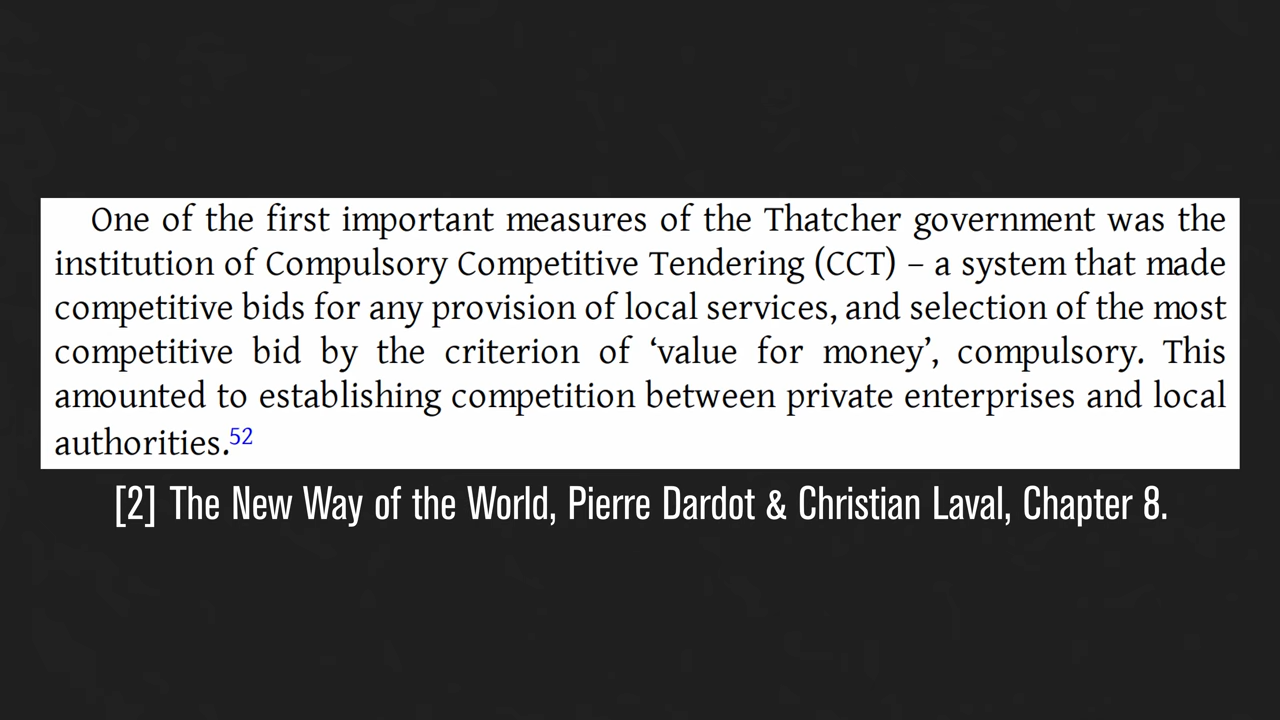 One of the first important measures of the Thatcher government was the
institution of Compulsory Competitive Tendering (CCT) – a system that made
competitive bids for any provision of local services, and selection of the most
competitive bid by the criterion of ‘value for money’, compulsory. This
amounted to establishing competition between private enterprises and local
authorities.52
[2] The New Way of the World, Pierre Dardot & Christian Laval, Chapter 8.